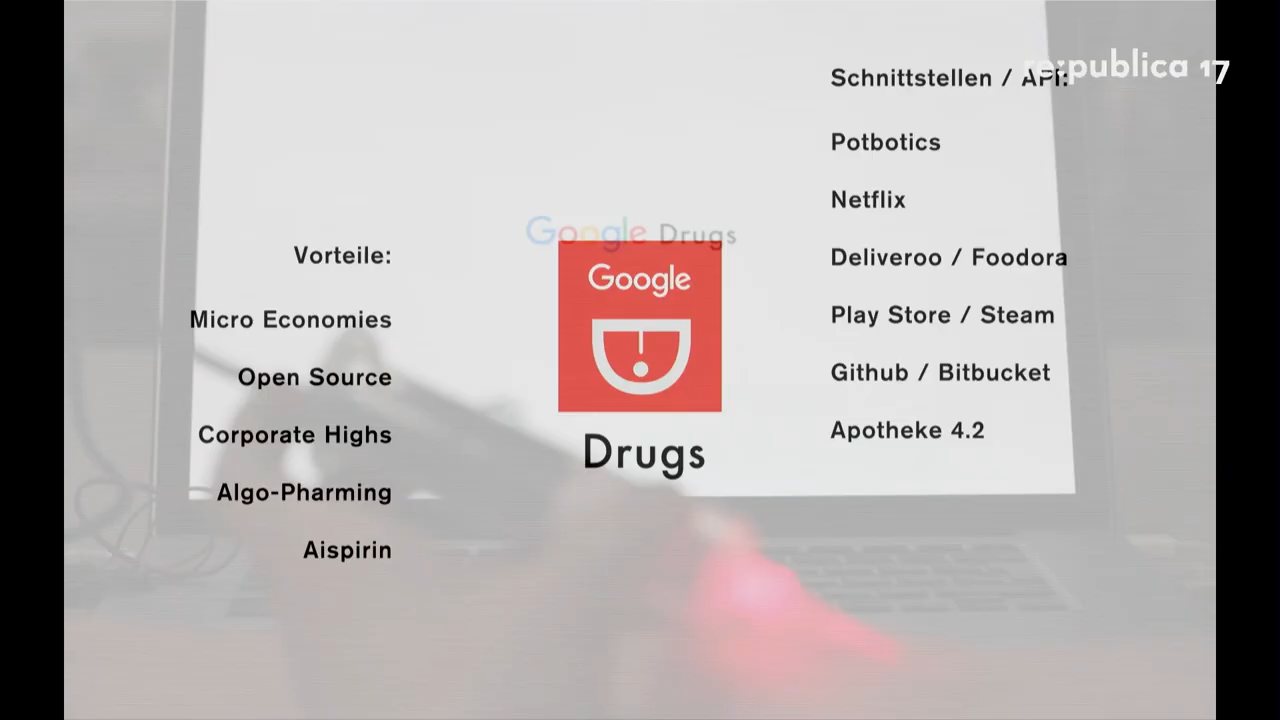 re:publica 17
Vorteile:
Micro Economies
Open Source
Corporate Highs
Algo-Pharming
Aispirin
Google Drugs
Google
Drugs
Schnittstellen / API:
Potbotics
Netflix
Deliveroo / Foodora
Play Store / Steam
Github / Bitbucket
Apotheke 4.2